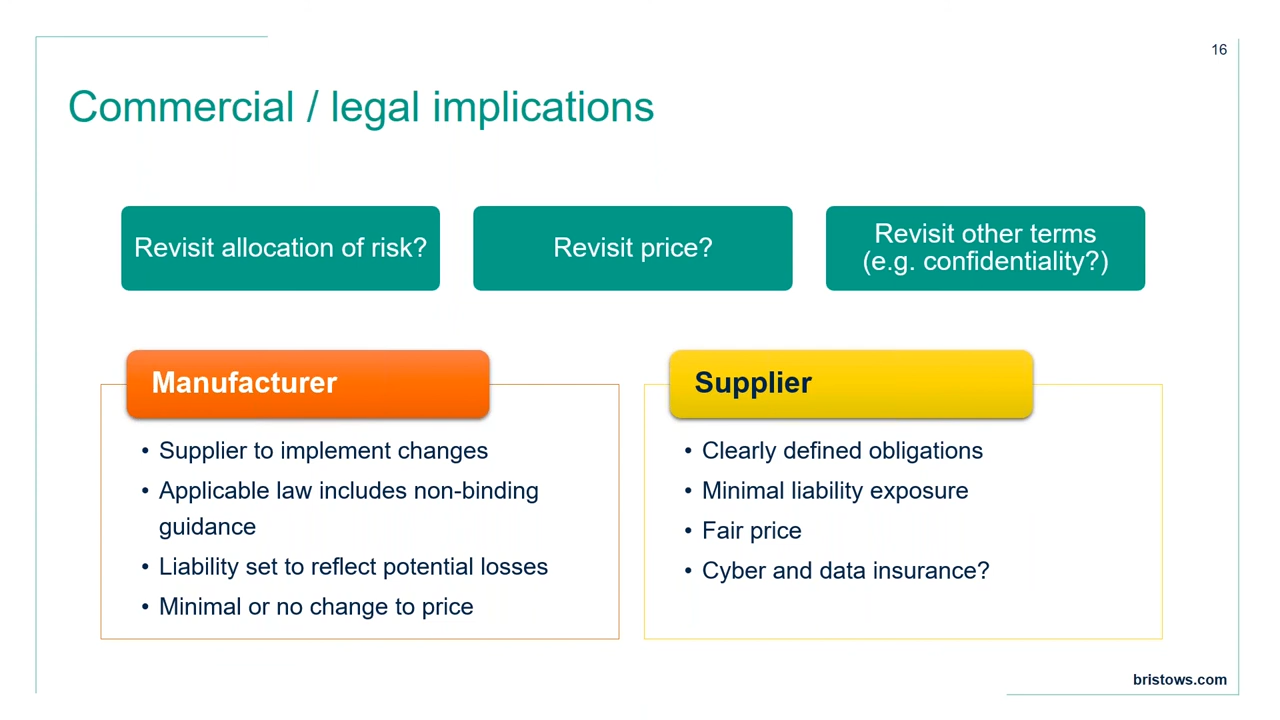 16
Commercial / legal implications
Revisit allocation of risk?
Revisit price?
Revisit other terms
(e.g. confidentiality?)
Manufacturer
• Supplier to implement changes
• Applicable law includes non-binding
guidance
• Liability set to reflect potential losses
• Minimal or no change to price
Supplier
• Clearly defined obligations
• Minimal liability exposure
• Fair price
• Cyber and data insurance?
bristows.com